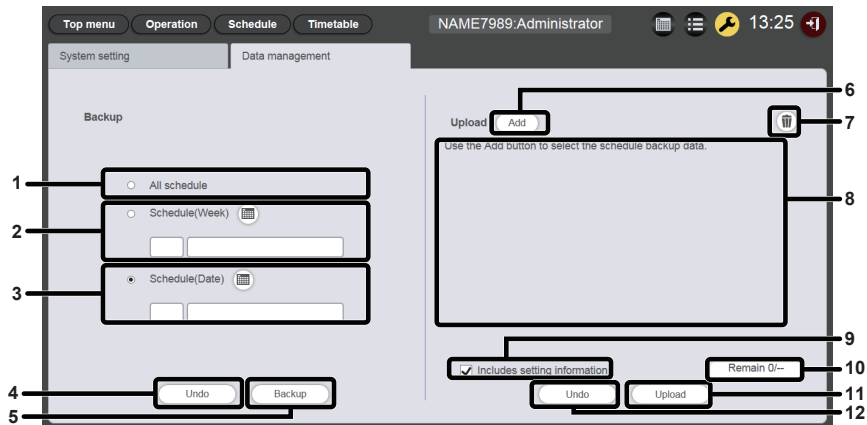 Top menu Operation Schedule Timetable NAME7989:Administrator 13:25
System setting Data management
Backup
1 All schedule
2 Schedule(Week)
3 Schedule(Date)
4 Undo
5 Backup
6
Upload Add
7
Use the Add button to select the schedule backup data.
8
9
Includes setting information
Remain 0/-- 10
Upload 11
Undo 12